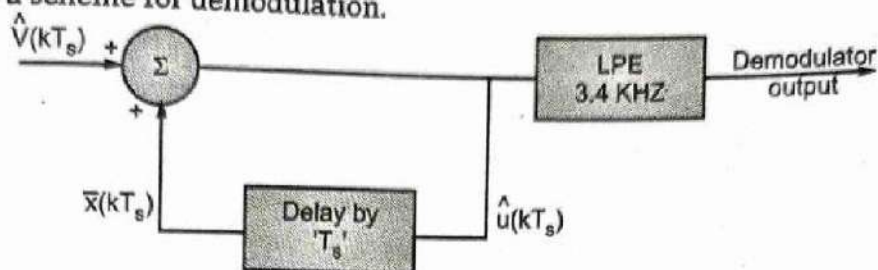 a scheme for demodulation.
V̂(kTₛ)
+
Σ
+
LPE
3.4 KHZ
Demodulator
output
x̄(kTₛ)
Delay by
'Tₛ'
û(kTₛ)